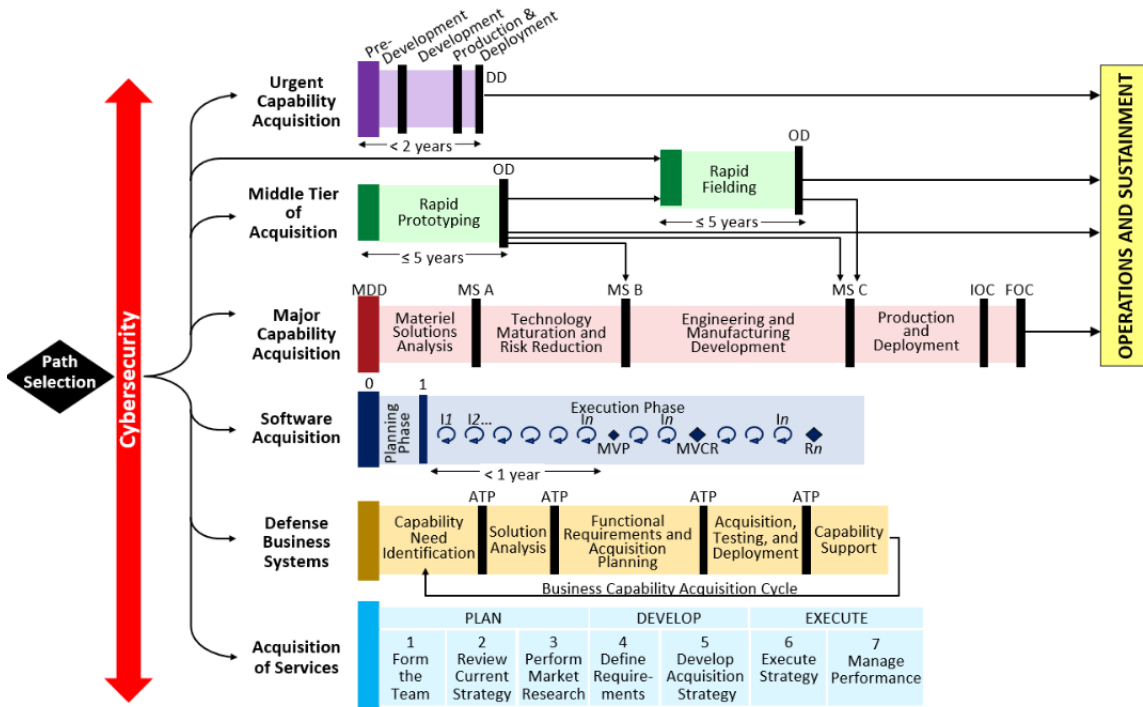 Pre-
Development
Development
Production &
Deployment
Urgent
Capability
Acquisition
DD
< 2 years
Middle Tier
of
Acquisition
Rapid
Prototyping
OD
≤ 5 years
Rapid
Fielding
OD
≤ 5 years
Major
Capability
Acquisition
MDD
MS A
MS B
MS C
IOC
FOC
Materiel
Solutions
Analysis
Technology
Maturation and
Risk Reduction
Engineering and
Manufacturing
Development
Production
and
Deployment
OPERATIONS AND SUSTAINMENT
Path
Selection
Cybersecurity
Software
Acquisition
0
1
Planning
Phase
Execution Phase
I1
I2...
In
In
In
MVP
MVCR
Rn
< 1 year
Defense
Business
Systems
ATP
ATP
ATP
ATP
Capability
Need
Identification
Solution
Analysis
Functional
Requirements and
Acquisition
Planning
Acquisition,
Testing, and
Deployment
Capability
Support
Business Capability Acquisition Cycle
Acquisition
of Services
PLAN
DEVELOP
EXECUTE
1
Form
the
Team
2
Review
Current
Strategy
3
Perform
Market
Research
4
Define
Require-
ments
5
Develop
Acquisition
Strategy
6
Execute
Strategy
7
Manage
Performance